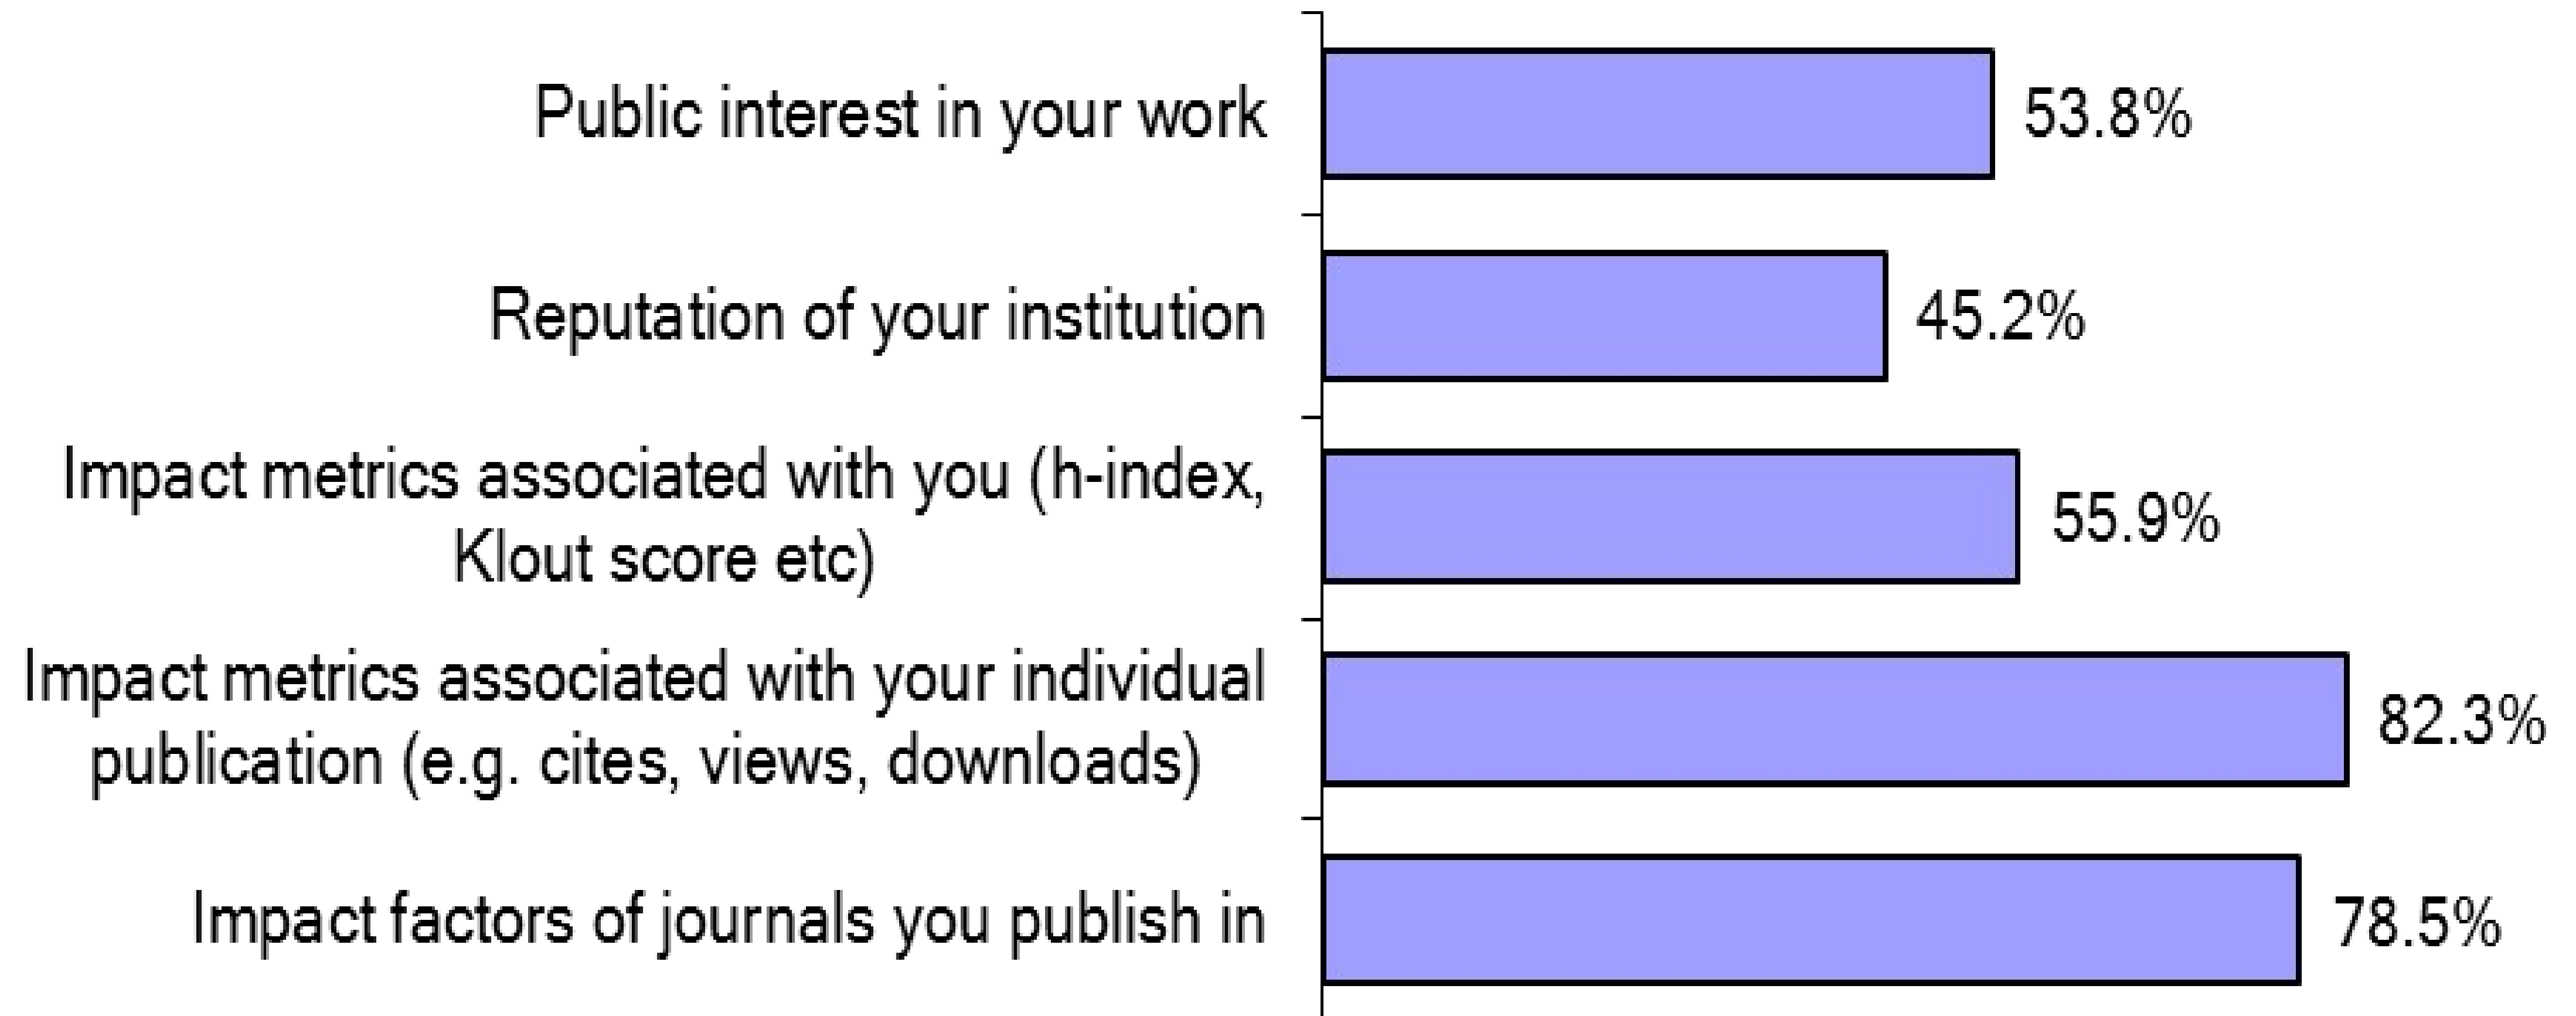 Public interest in your work
53.8%
Reputation of your institution
45.2%
Impact metrics associated with you (h-index,
Klout score etc)
55.9%
Impact metrics associated with your individual
publication (e.g. cites, views, downloads)
82.3%
Impact factors of journals you publish in
78.5%